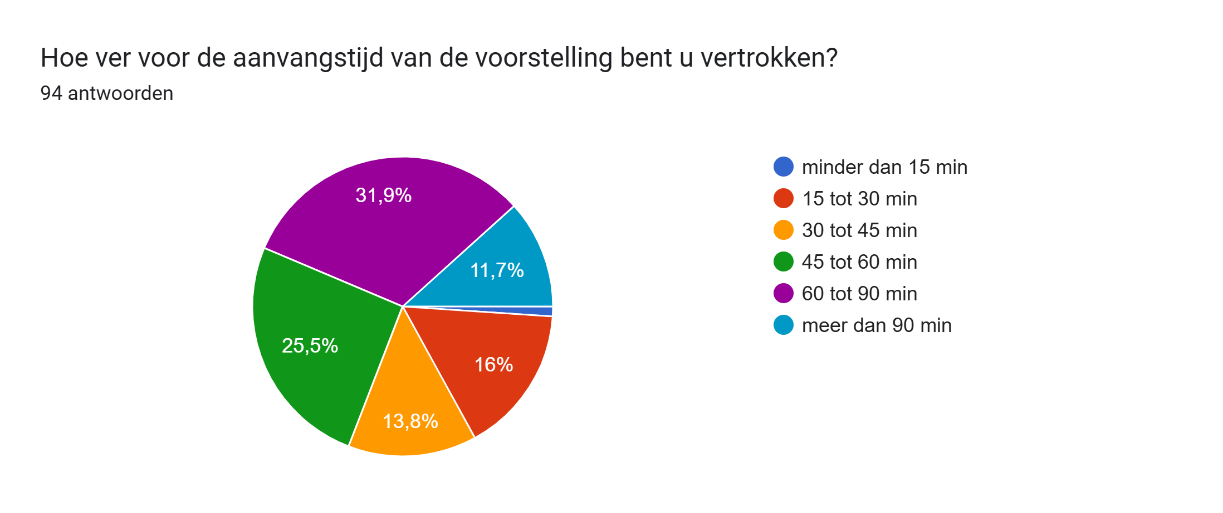 Hoe ver voor de aanvangstijd van de voorstelling bent u vertrokken?
94 antwoorden
31,9%
11,7%
25,5%
16%
13,8%
minder dan 15 min
15 tot 30 min
30 tot 45 min
45 tot 60 min
60 tot 90 min
meer dan 90 min